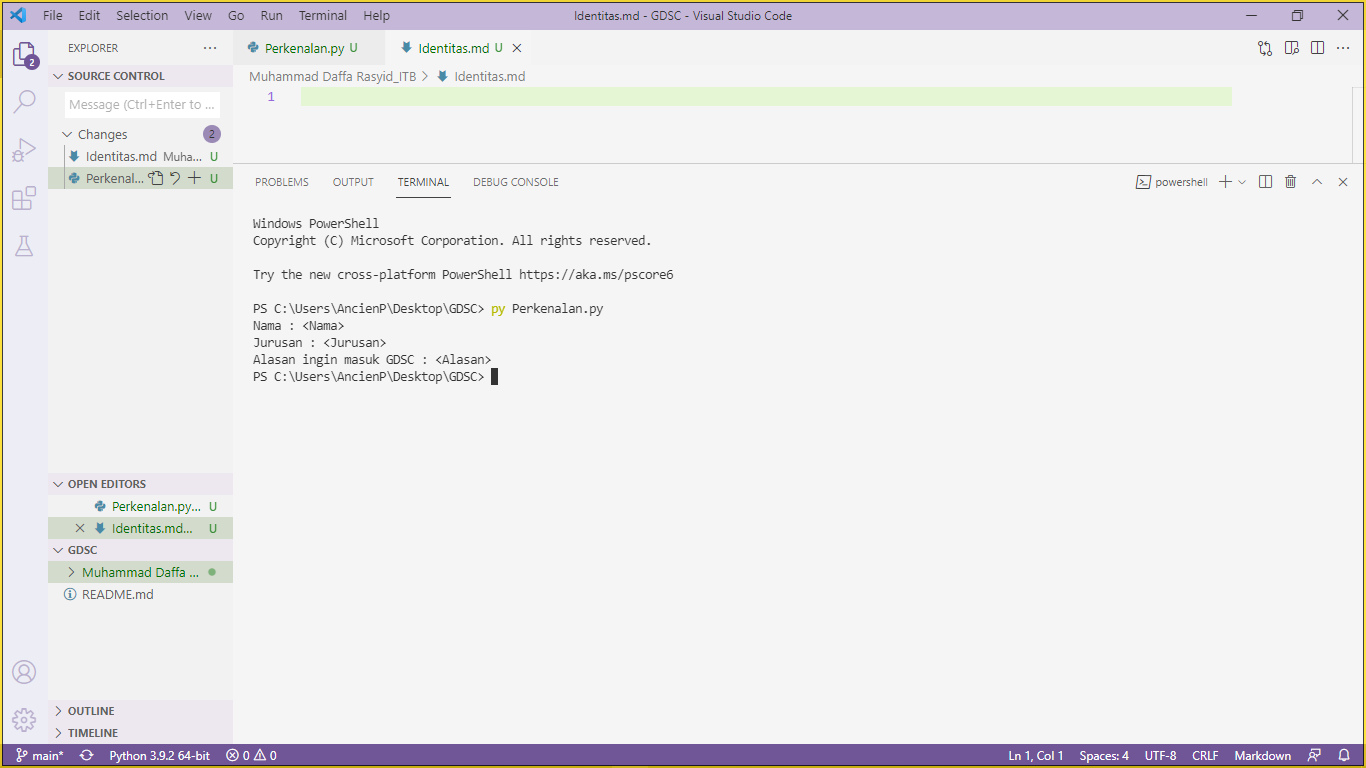 File Edit Selection View Go Run Terminal Help Identitas.md - GDSC - Visual Studio Code
2
EXPLORER
SOURCE CONTROL
Message (Ctrl+Enter to ...
Changes 2
Identitas.md Muha... U
Perkenal... U
OPEN EDITORS
Perkenalan.py... U
Identitas.md... U
GDSC
Muhammad Daffa ...
README.md
OUTLINE
TIMELINE
Perkenalan.py U Identitas.md U
Muhammad Daffa Rasyid_ITB > Identitas.md
1
PROBLEMS OUTPUT TERMINAL DEBUG CONSOLE powershell
Windows PowerShell
Copyright (C) Microsoft Corporation. All rights reserved.
Try the new cross-platform PowerShell https://aka.ms/pscore6
PS C:\Users\AncienP\Desktop\GDSC> py Perkenalan.py
Nama : <Nama>
Jurusan : <Jurusan>
Alasan ingin masuk GDSC : <Alasan>
PS C:\Users\AncienP\Desktop\GDSC>
main* Python 3.9.2 64-bit 0 0 Ln 1, Col 1 Spaces: 4 UTF-8 CRLF Markdown